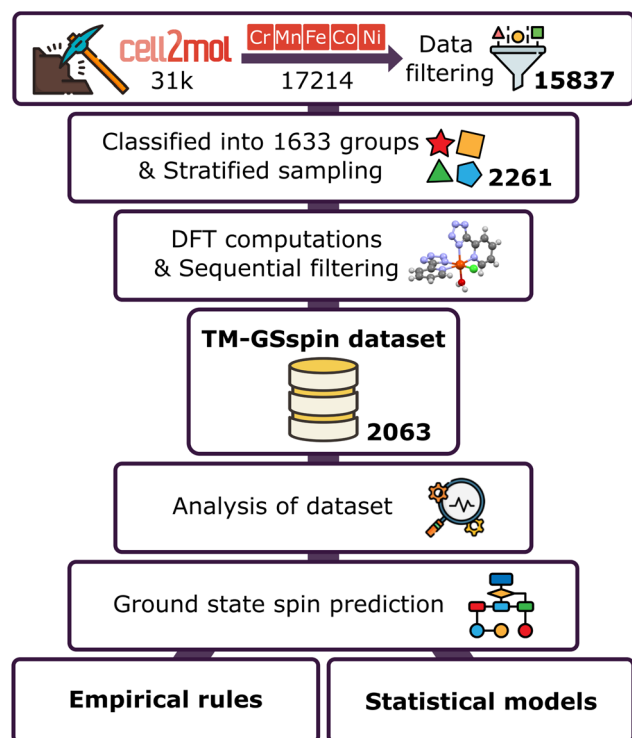 cell2mol
31k
Cr Mn Fe Co Ni
17214
Data
filtering
15837
Classified into 1633 groups
& Stratified sampling
2261
DFT computations
& Sequential filtering
TM-GSspin dataset
2063
Analysis of dataset
Ground state spin prediction
Empirical rules
Statistical models